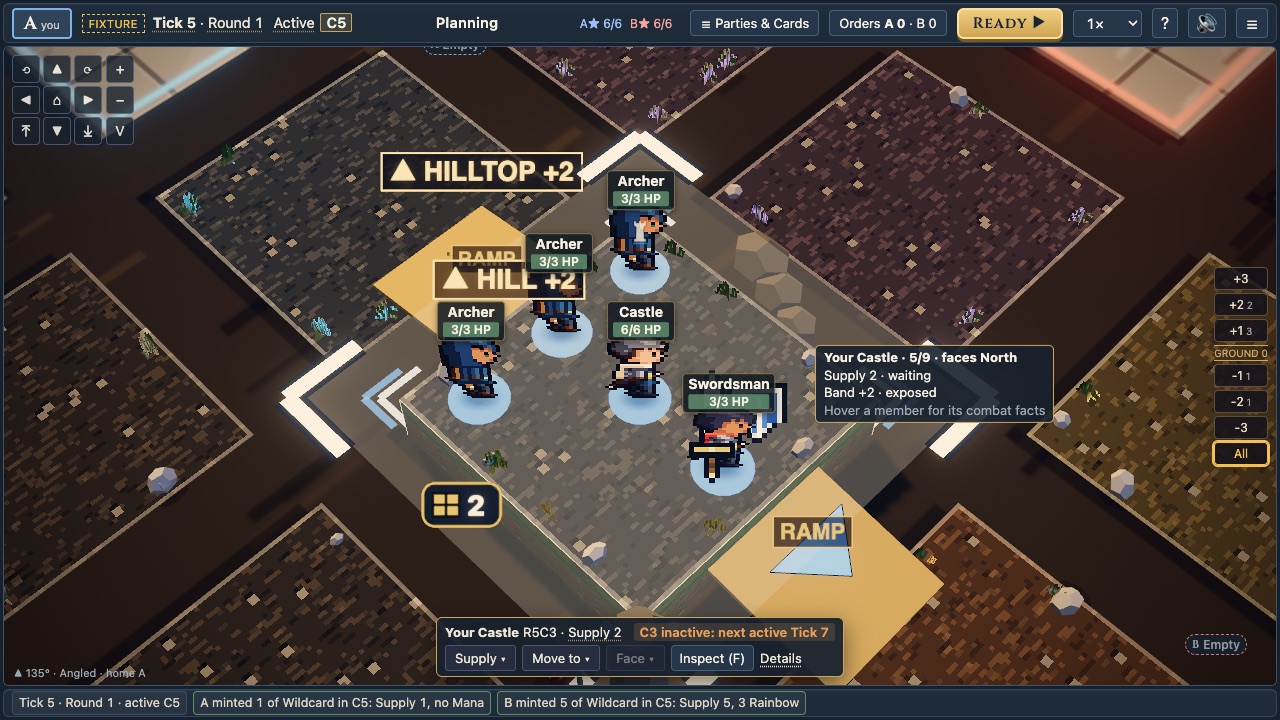 A you
FIXTURE
Tick 5 · Round 1 Active C5
Planning
A★ 6/6 B★ 6/6
≡ Parties & Cards
Orders A 0 · B 0
READY ▶
1×
?
≡
Empty
V
▲ HILLTOP +2
Archer
3/3 HP
RAMP
Archer
3/3 HP
▲ HILL +2
Archer
3/3 HP
Castle
6/6 HP
Swordsman
3/3 HP
Your Castle · 5/9 · faces North
Supply 2 · waiting
Band +2 · exposed
Hover a member for its combat facts
+3
+2 2
+1 3
GROUND 0
-1 1
-2 1
-3
All
2
RAMP
Your Castle R5C3 · Supply 2 C3 inactive: next active Tick 7
Supply ▾
Move to ▾
Face ▾
Inspect (F)
Details
B Empty
▲ 135° · Angled · home A
Tick 5 · Round 1 · active C5
A minted 1 of Wildcard in C5: Supply 1, no Mana
B minted 5 of Wildcard in C5: Supply 5, 3 Rainbow